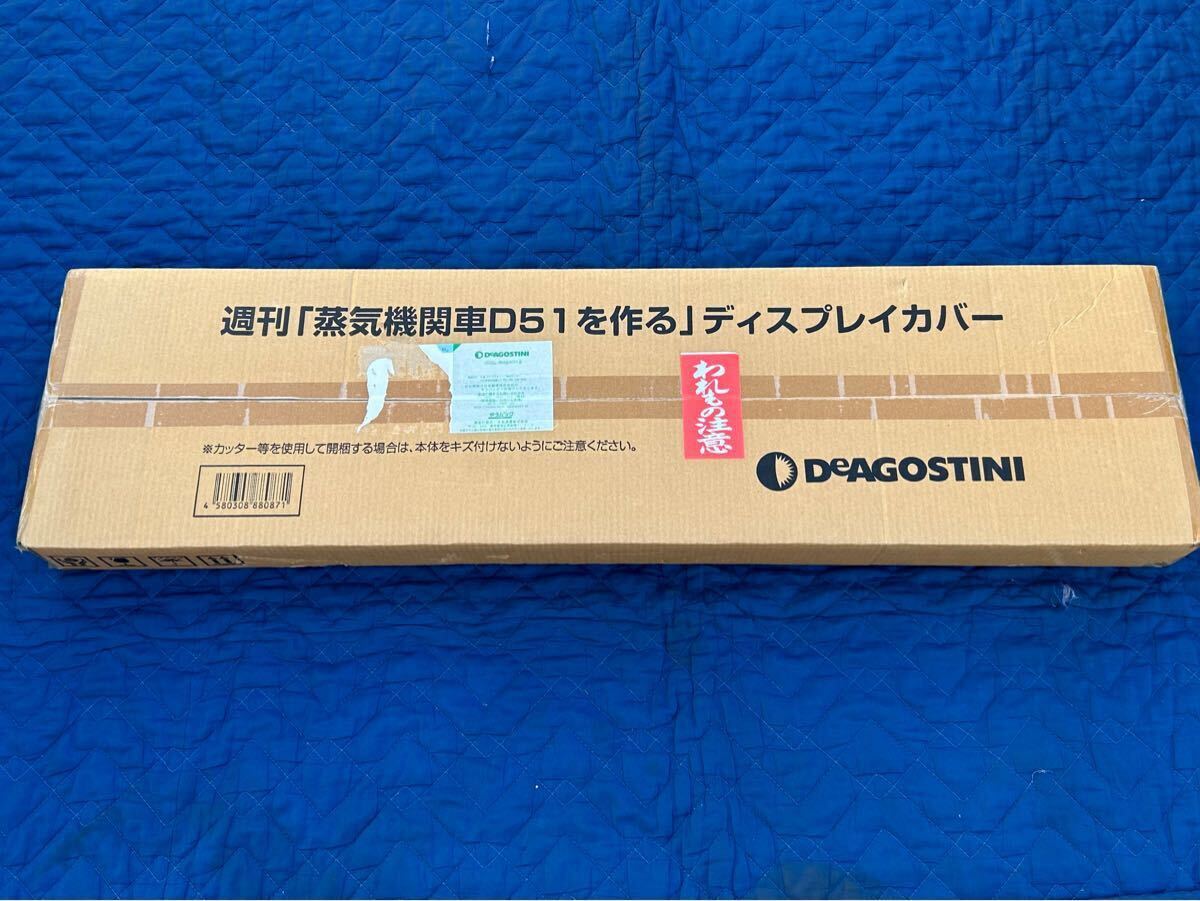 週刊「蒸気機関車D51を作る」ディスプレイカバー
DeAGOSTINI
われもの注意
※カッター等を使用して開梱する場合は、本体をキズ付けないようにご注意ください。
DeAGOSTINI
4 580308 880871